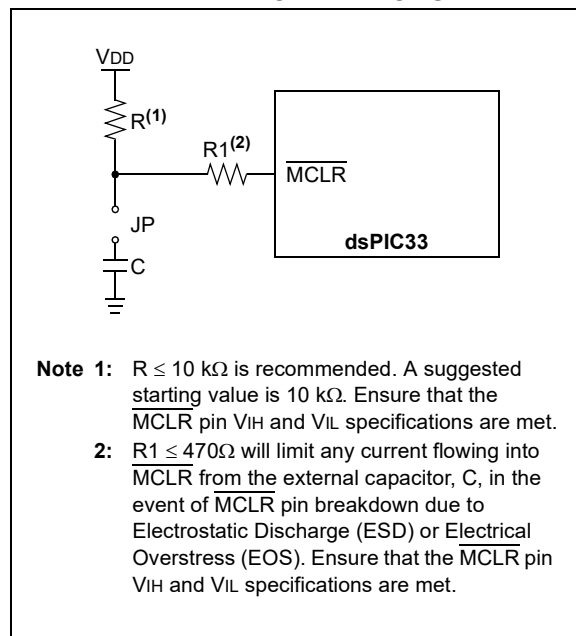 VDD
R(1)
R1(2)
MCLR
JP
dsPIC33
C
Note 1: R ≤ 10 kΩ is recommended. A suggested
starting value is 10 kΩ. Ensure that the
MCLR pin VIH and VIL specifications are met.
2: R1 ≤ 470Ω will limit any current flowing into
MCLR from the external capacitor, C, in the
event of MCLR pin breakdown due to
Electrostatic Discharge (ESD) or Electrical
Overstress (EOS). Ensure that the MCLR pin
VIH and VIL specifications are met.